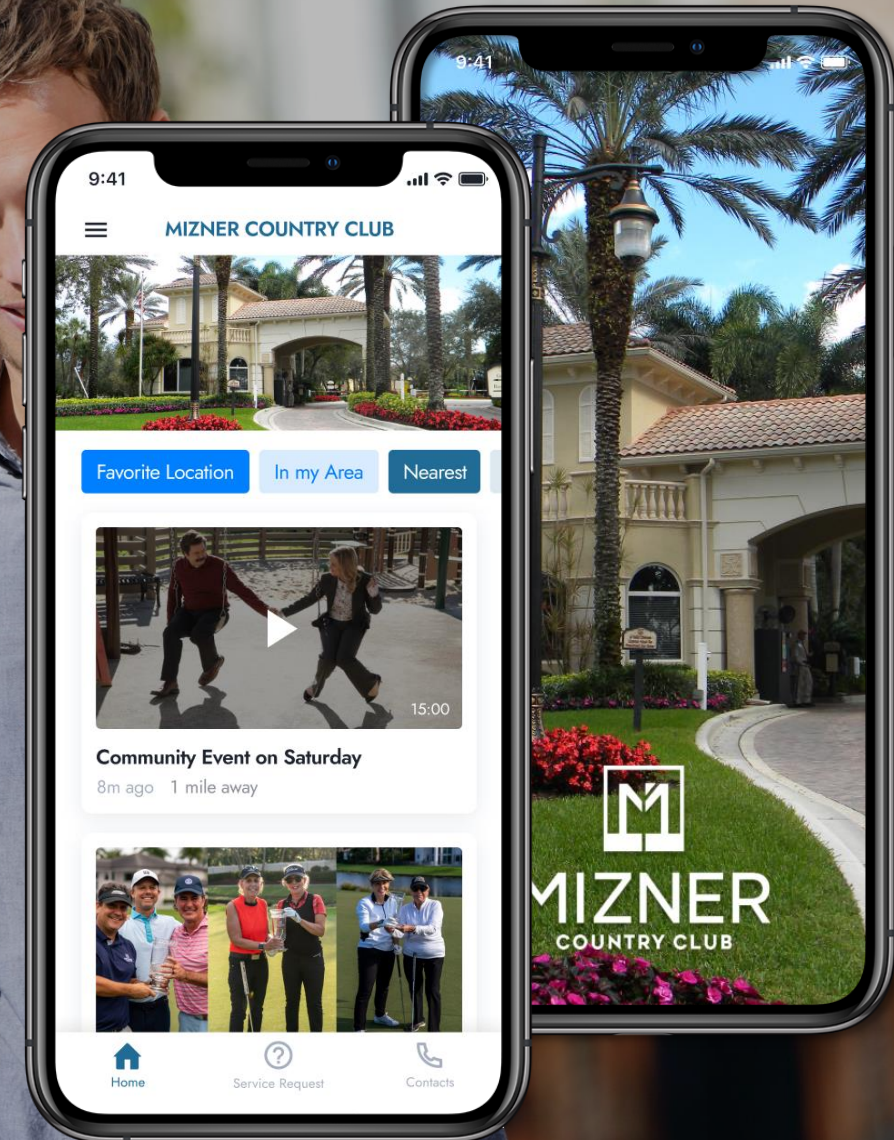 9:41
MIZNER COUNTRY CLUB
Favorite Location
In my Area
Nearest
15:00
Community Event on Saturday
8m ago 1 mile away
Home
Service Request
Contacts
9:41
MIZNER
COUNTRY CLUB